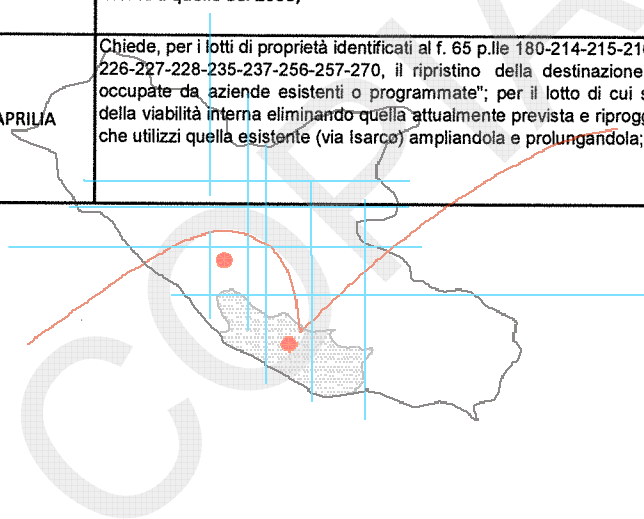 Chiede, per i lotti di proprietà identificati al f. 65 p.lle 180-214-215-
226-227-228-235-237-256-257-270, il ripristino della destinazione
occupate da aziende esistenti o programmate"; per il lotto di cui
APRILIA
della viabilità interna eliminando quella attualmente prevista e
che utilizzi quella esistente (via Isarco) ampliandola e prolungandola;
COPIA